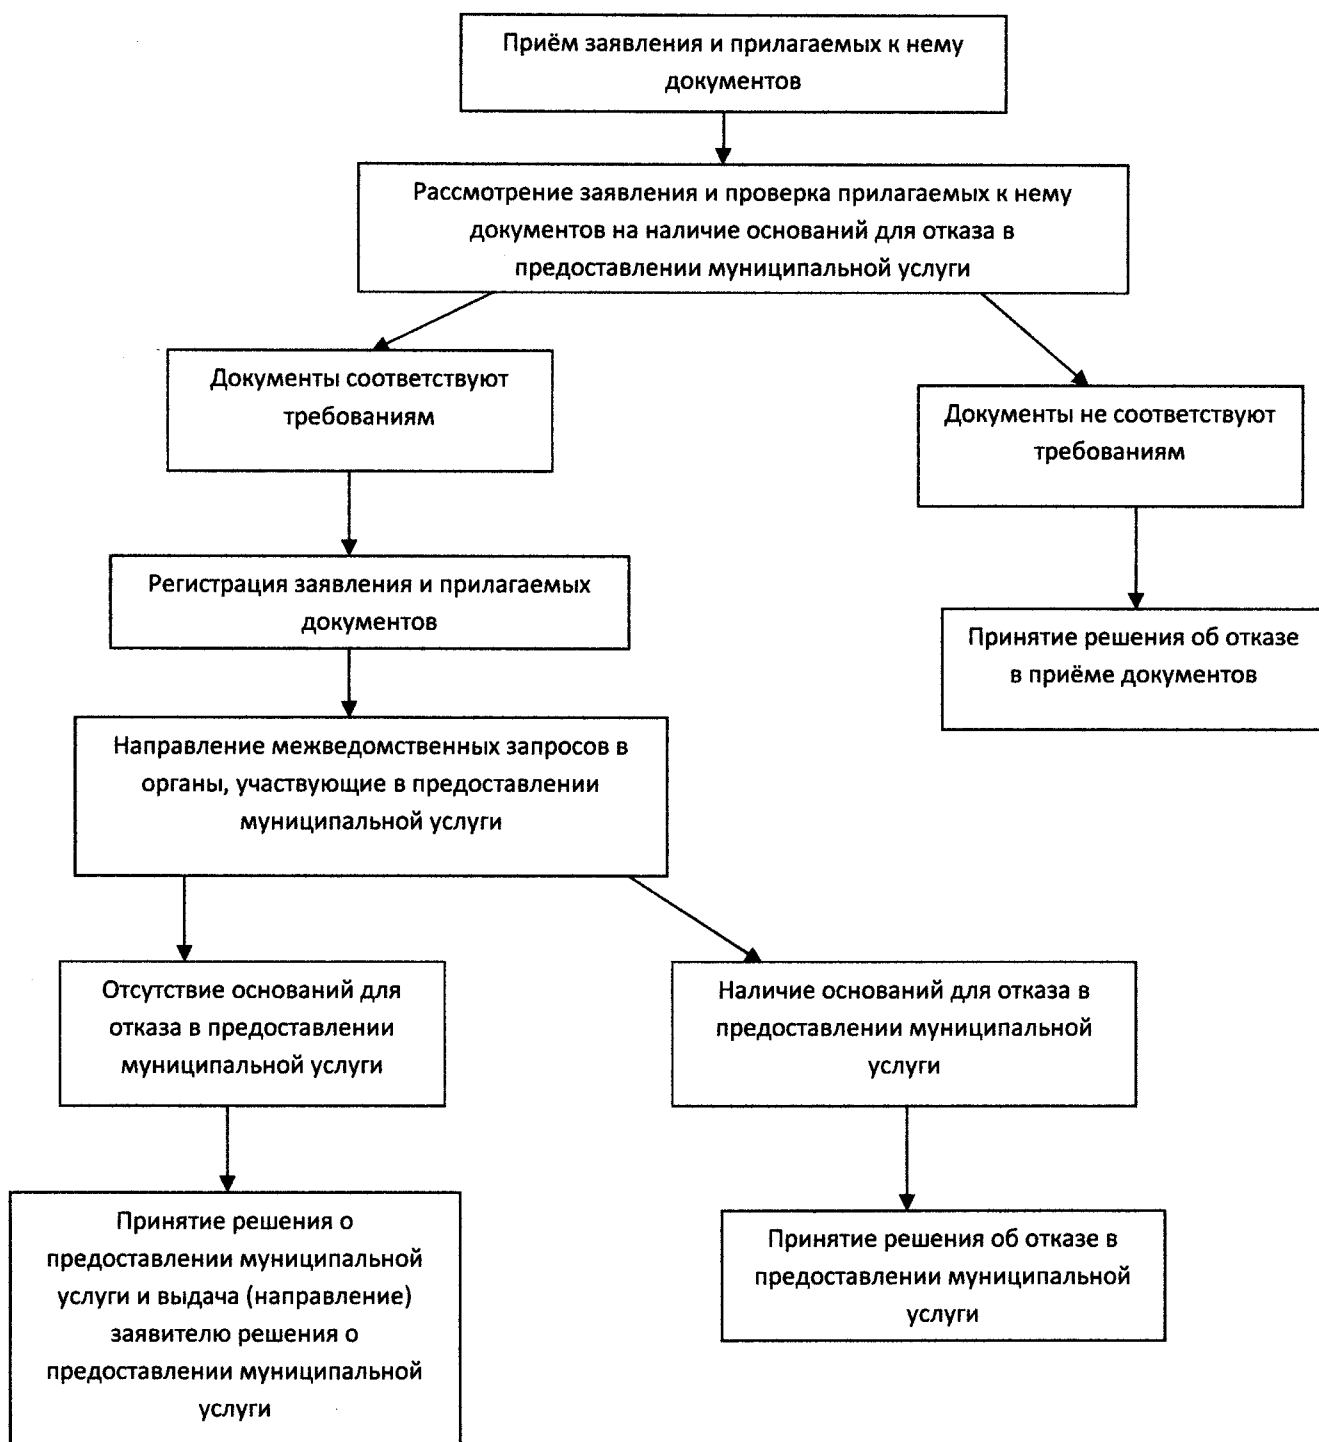 Приём заявления и прилагаемых к нему
документов
Рассмотрение заявления и проверка прилагаемых к нему
документов на наличие оснований для отказа в
предоставлении муниципальной услуги
Документы соответствуют
требованиям
Документы не соответствуют
требованиям
Регистрация заявления и прилагаемых
документов
Принятие решения об отказе
в приёме документов
Направление межведомственных запросов в
органы, участвующие в предоставлении
муниципальной услуги
Отсутствие оснований для
отказа в предоставлении
муниципальной услуги
Наличие оснований для отказа в
предоставлении муниципальной
услуги
Принятие решения о
предоставлении муниципальной
услуги и выдача (направление)
заявителю решения о
предоставлении муниципальной
услуги
Принятие решения об отказе в
предоставлении муниципальной
услуги